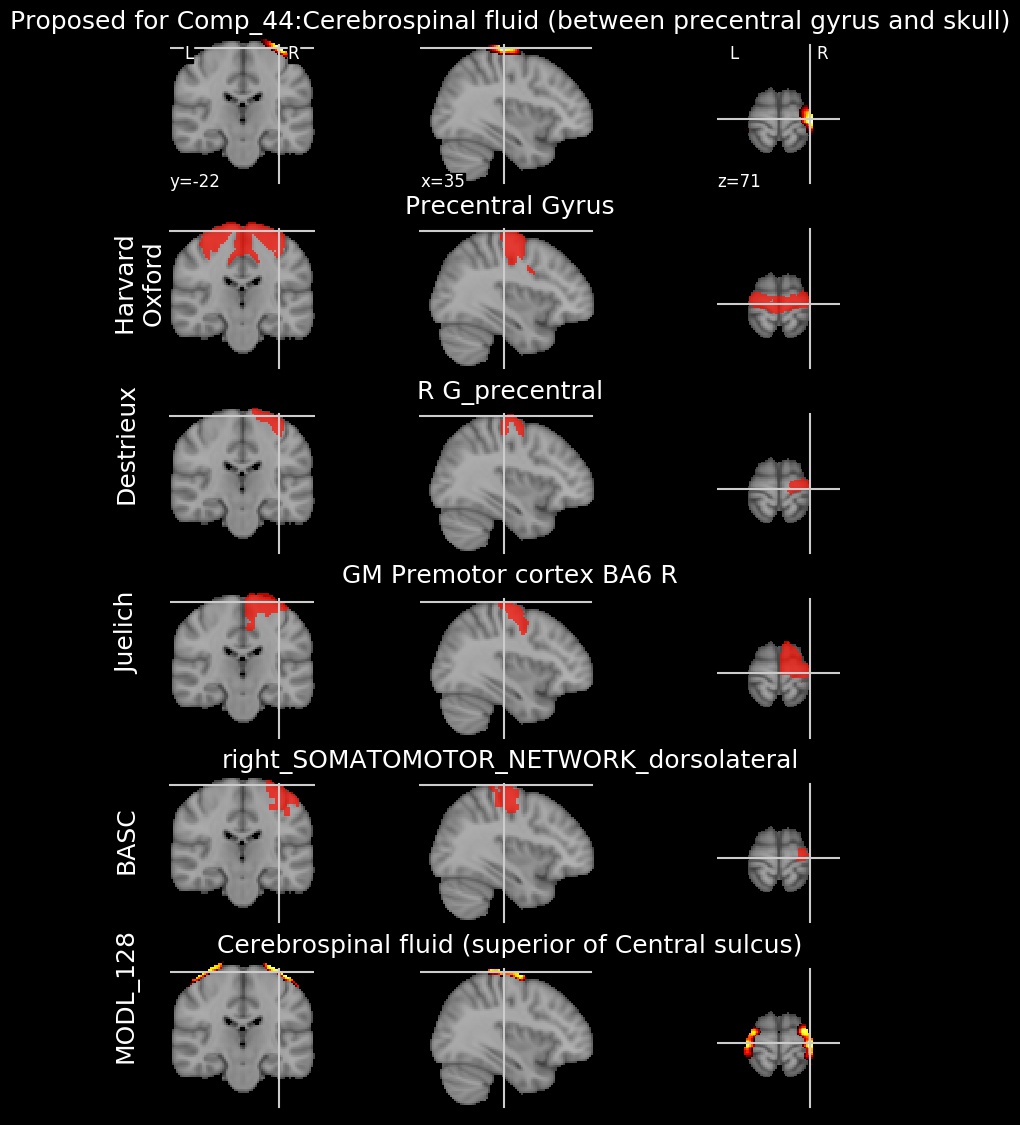 Proposed for Comp_44:Cerebrospinal fluid (between precentral gyrus and skull)
L R L R
y=-22 x=35 z=71
Precentral Gyrus
Harvard
Oxford
R G_precentral
Destrieux
GM Premotor cortex BA6 R
Juelich
right_SOMATOMOTOR_NETWORK_dorsolateral
BASC
Cerebrospinal fluid (superior of Central sulcus)
MODL_128